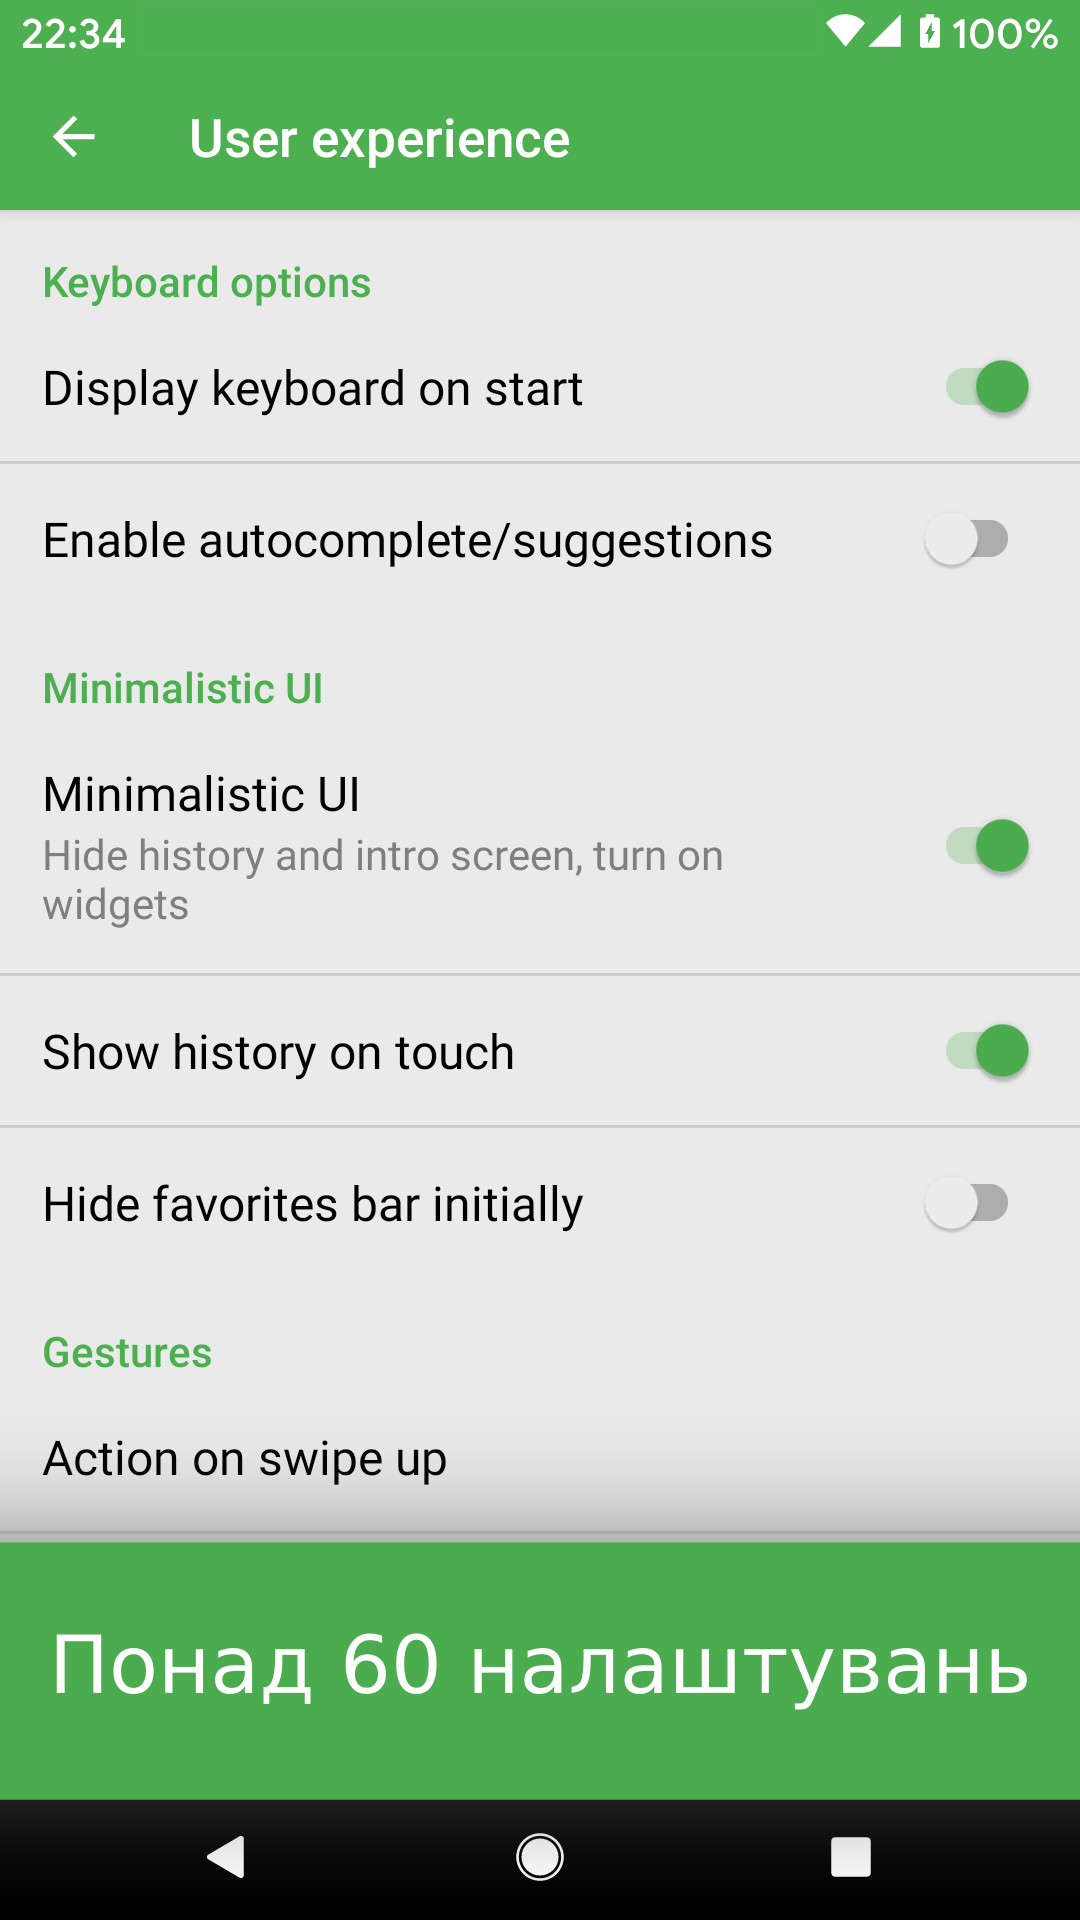 22:34 100%
User experience
Keyboard options
Display keyboard on start
Enable autocomplete/suggestions
Minimalistic UI
Minimalistic UI
Hide history and intro screen, turn on
widgets
Show history on touch
Hide favorites bar initially
Gestures
Action on swipe up
Понад 60 налаштувань